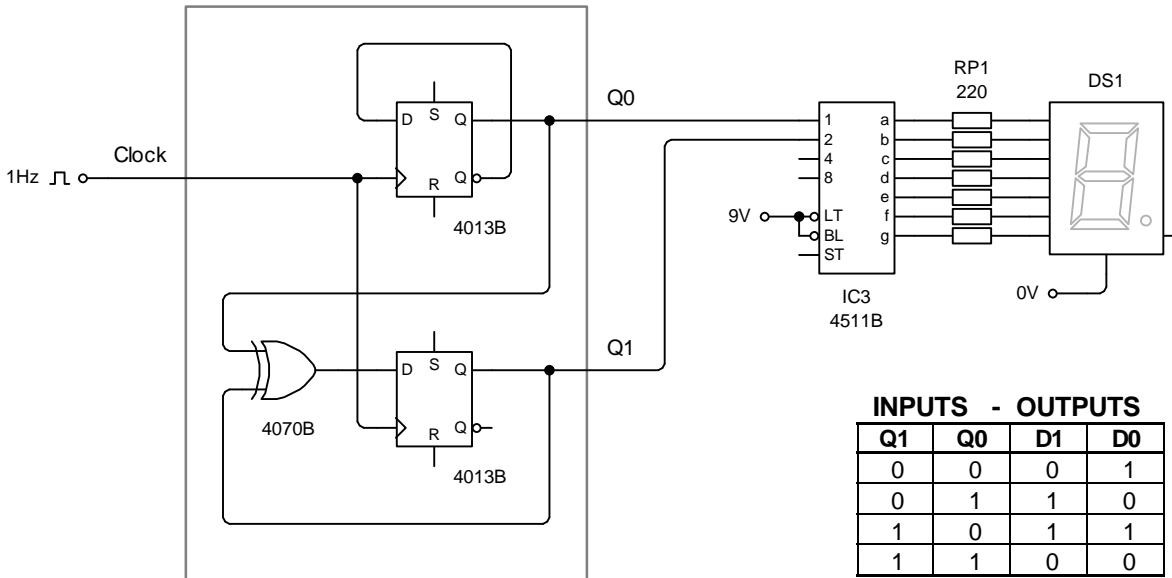 1Hz
Clock
D S Q
R Q
4013B
Q0
4070B
D S Q
R Q
4013B
Q1
9V
1 a
2 b
4 c
8 d
e
LT f
BL g
ST
IC3
4511B
RP1
220
DS1
0V
INPUTS - OUTPUTS
Q1 Q0 D1 D0
0 0 0 1
0 1 1 0
1 0 1 1
1 1 0 0